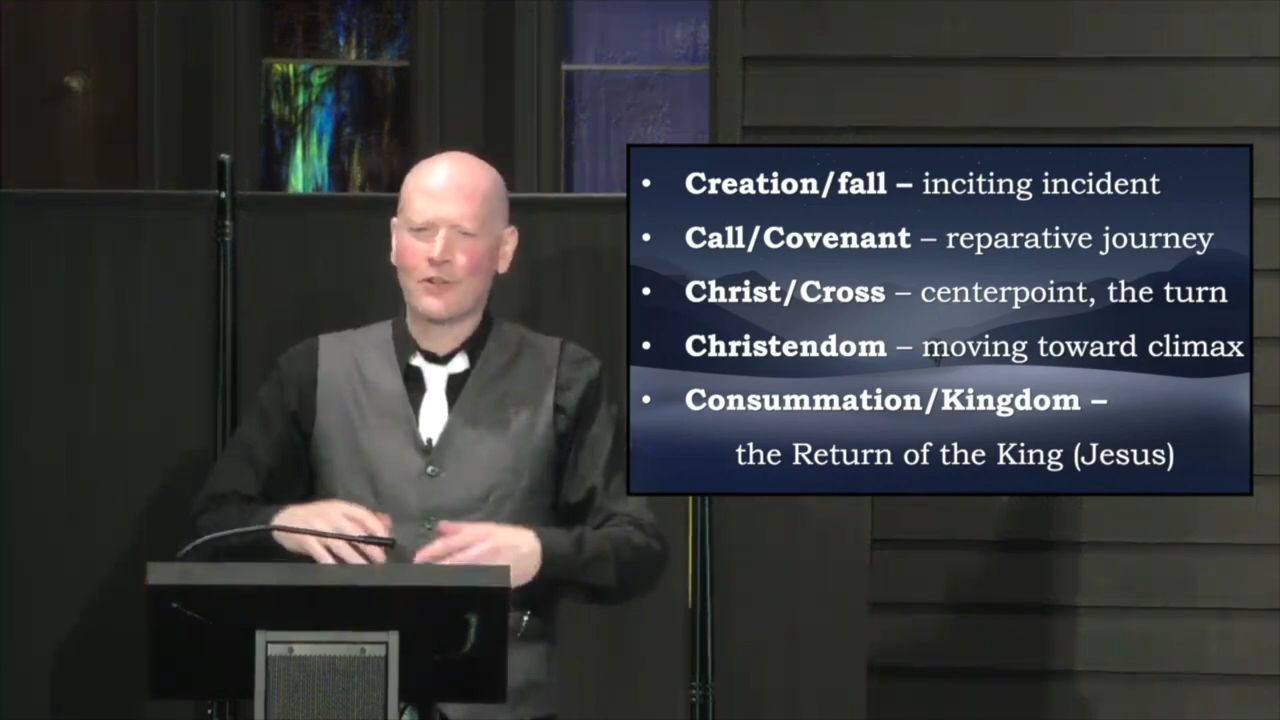 • Creation/fall – inciting incident
• Call/Covenant – reparative journey
• Christ/Cross – centerpoint, the turn
• Christendom – moving toward climax
• Consummation/Kingdom –
the Return of the King (Jesus)